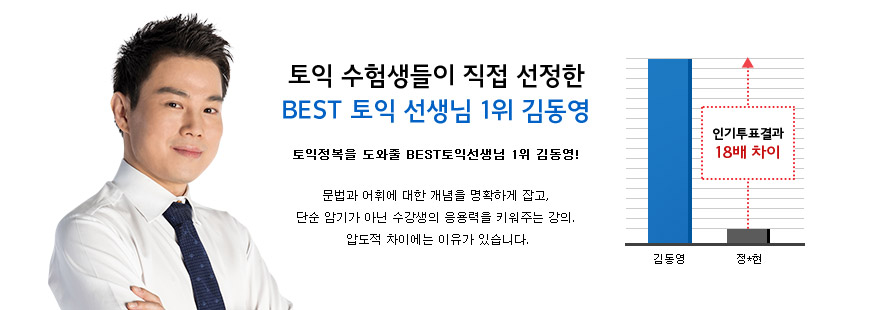 토익 수험생들이 직접 선정한
BEST 토익 선생님 1위 김동영
토익정복을 도와줄 BEST토익선생님 1위 김동영!
문법과 어휘에 대한 개념을 명확하게 잡고,
단순 암기가 아닌 수강생의 응용력을 키워주는 강의.
압도적 차이에는 이유가 있습니다.
인기투표결과
18배 차이
김동영
정*현